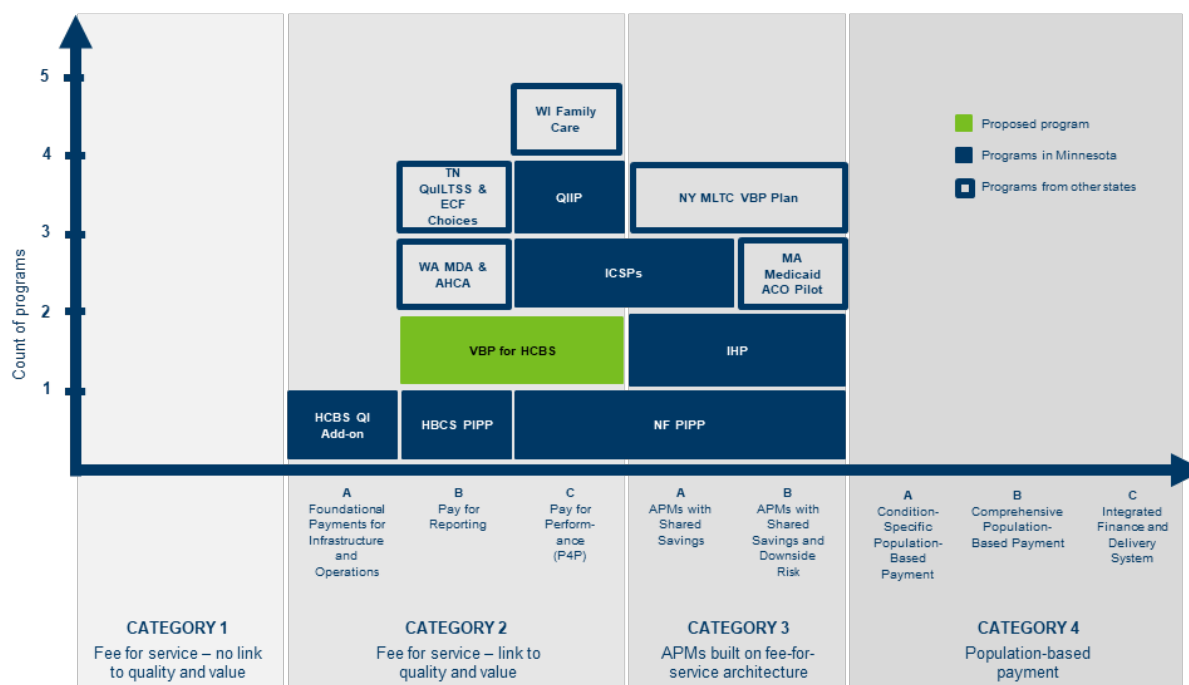 5
4
3
2
1
Count of programs
WI Family
Care
TN
QuILTSS &
ECF
Choices
QIIP
NY MLTC VBP Plan
WA MDA &
AHCA
ICSPs
MA
Medicaid
ACO Pilot
VBP for HCBS
IHP
HCBS QI
Add-on
HBCS PIPP
NF PIPP
Proposed program
Programs in Minnesota
Programs from other states
A
Foundational
Payments for
Infrastructure
and
Operations
B
Pay for
Reporting
C
Pay for
Perform-
ance
(P4P)
A
APMs with
Shared
Savings
B
APMs with
Shared
Savings and
Downside
Risk
A
Condition-
Specific
Population-
Based
Payment
B
Comprehensive
Population-
Based Payment
C
Integrated
Finance and
Delivery
System
CATEGORY 1
Fee for service – no link
to quality and value
CATEGORY 2
Fee for service – link to
quality and value
CATEGORY 3
APMs built on fee-for-
service architecture
CATEGORY 4
Population-based
payment